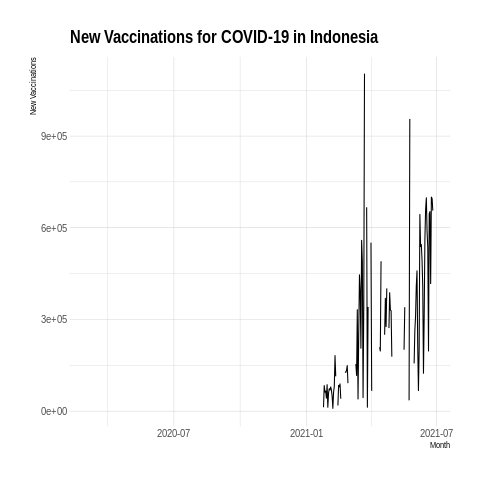 New Vaccinations for COVID-19 in Indonesia
New Vaccinations
9e+05
6e+05
3e+05
0e+00
2020-07
2021-01
2021-07
Month